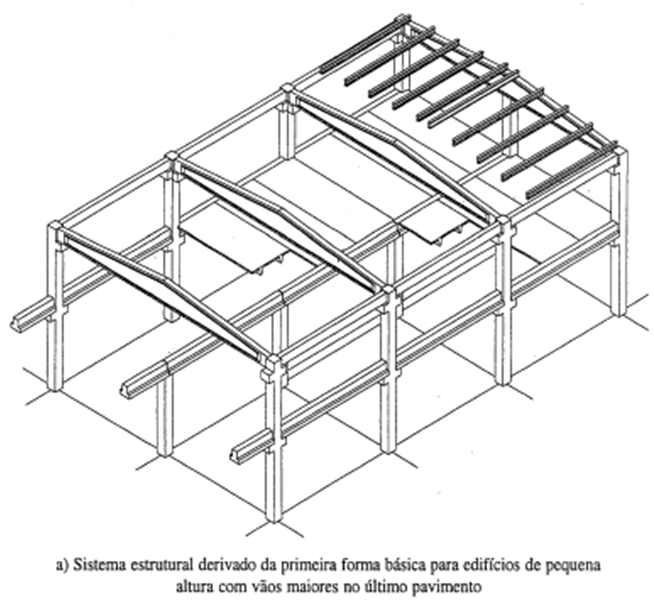 a) Sistema estrutural derivado da primeira forma básica para edifícios de pequena
altura com vãos maiores no último pavimento